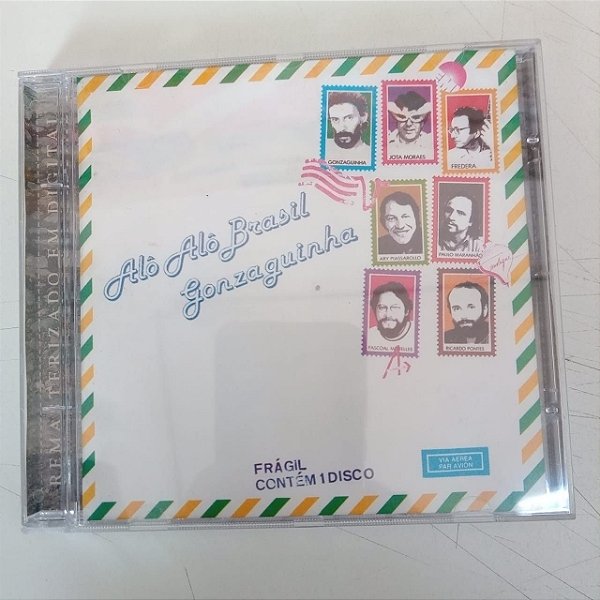 REMASTERIZADO EM DIGITAL
GONZAGUINHA
JOTA MORAES
FREDERA
ARY PIASSAROLLO
PAULO MARANHÃO
PASCOAL MEIRELLES
RICARDO PONTES
Alô Alô Brasil
Gonzaguinha
FRÁGIL
CONTÉM 1 DISCO
VIA AEREA
PAR AVION